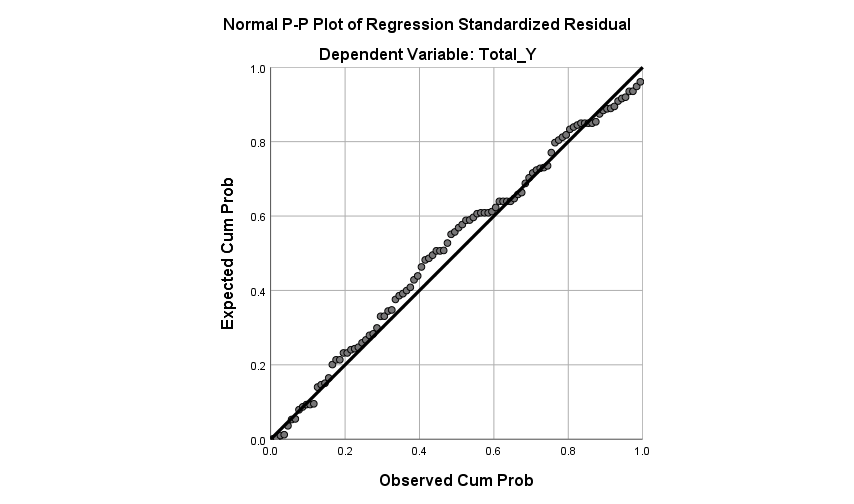 Normal P-P Plot of Regression Standardized Residual
Dependent Variable: Total_Y
Expected Cum Prob
1.0
0.8
0.6
0.4
0.2
0.0
0.0 0.2 0.4 0.6 0.8 1.0
Observed Cum Prob